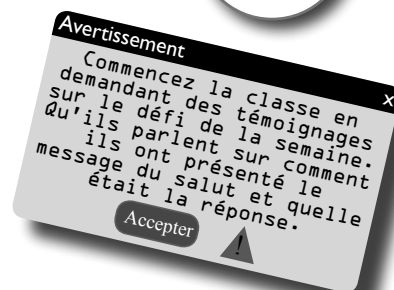 Avertissement
x
Commencez la classe en
demandant des témoignages
sur le défi de la semaine.
Qu'ils parlent sur comment
ils ont présenté le
message du salut et quelle
était la réponse.
Accepter
!